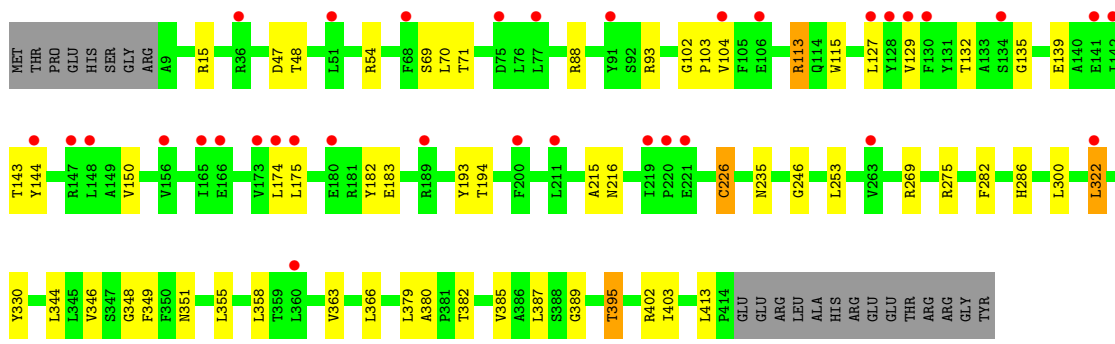 MET THR PRO GLU HIS SER GLY ARG A9 R15 R36 D47 T48 L51 R54 F68 S69 L70 T71 D75 L76 L77 R88 Y91 S92 R93 G102 P103 V104 F105 E106 R113 Q114 W115 L127 Y128 V129 F130 Y131 T132 A133 S134 G135 E139 A140 E141
T143 Y144 R147 L148 A149 V150 V156 I165 E166 V173 L174 L175 E180 R181 Y182 E183 R189 Y193 T194 F200 L211 A215 N216 I219 P220 E221 C226 N235 G246 L253 V263 R269 R275 F282 H286 L300 L322
Y330 L344 L345 V346 S347 G348 F349 F350 N351 L355 L358 T359 L360 V363 L366 L379 A380 P381 T382 V385 A386 L387 S388 G389 T395 R402 I403 L413 P414 GLU GLU ARG LEU ALA HIS ARG GLU GLU THR ARG ARG GLY TYR